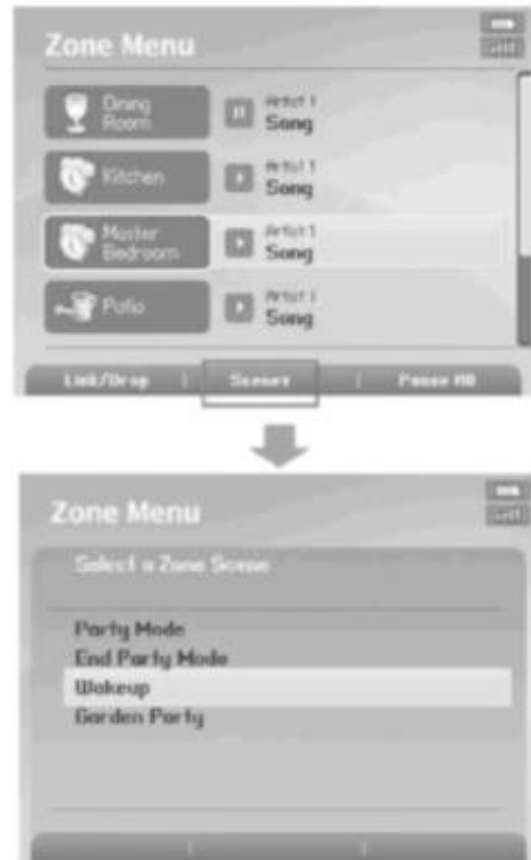 Zone Menu
Dining
Room
Artist 1
Song
Kitchen
Artist 1
Song
Master
Bedroom
Artist 1
Song
Patio
Artist 1
Song
Link/Drop | Scenes | Pause All
Zone Menu
Select a Zone Scene
Party Mode
End Party Mode
Wakeup
Garden Party